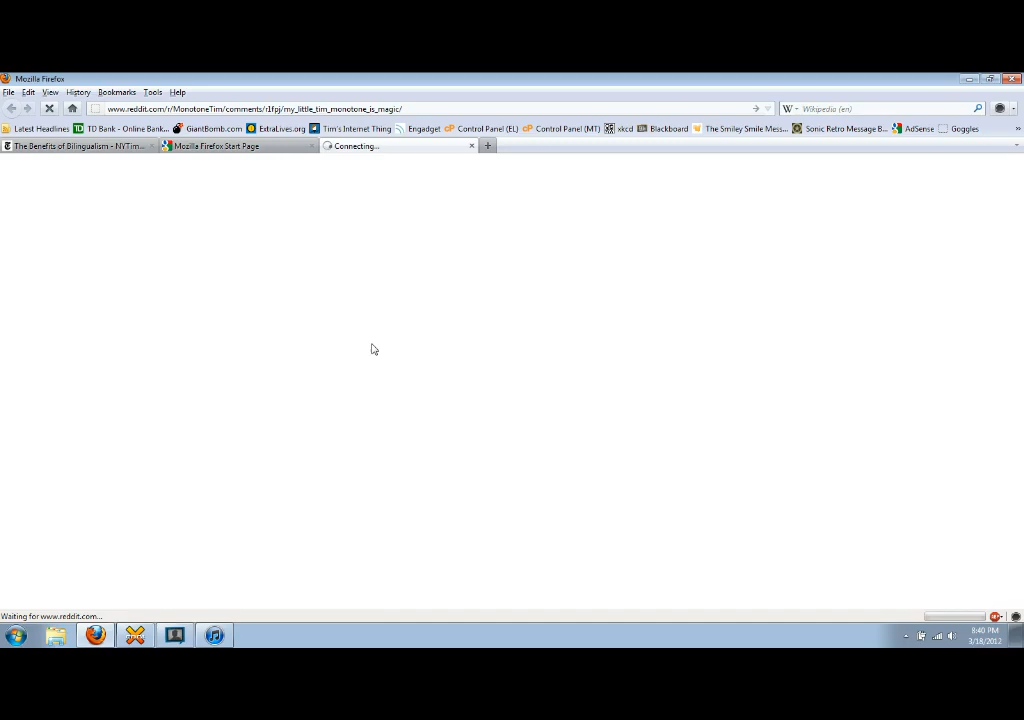 Mozilla Firefox
File Edit View History Bookmarks Tools Help
www.reddit.com/r/MonotoneTim/comments/r1fpj/my_little_tim_monotone_is_magic/ W Wikipedia (en)
Latest Headlines TD TD Bank - Online Bank... GiantBomb.com ExtraLives.org Tim's Internet Thing Engadget cP Control Panel (EL) cP Control Panel (MT) xkcd Blackboard The Smiley Smile Mess... Sonic Retro Message B... AdSense Goggles »
The Benefits of Bilingualism - NYTim... Mozilla Firefox Start Page Connecting...
Waiting for www.reddit.com...
8:40 PM
3/18/2012